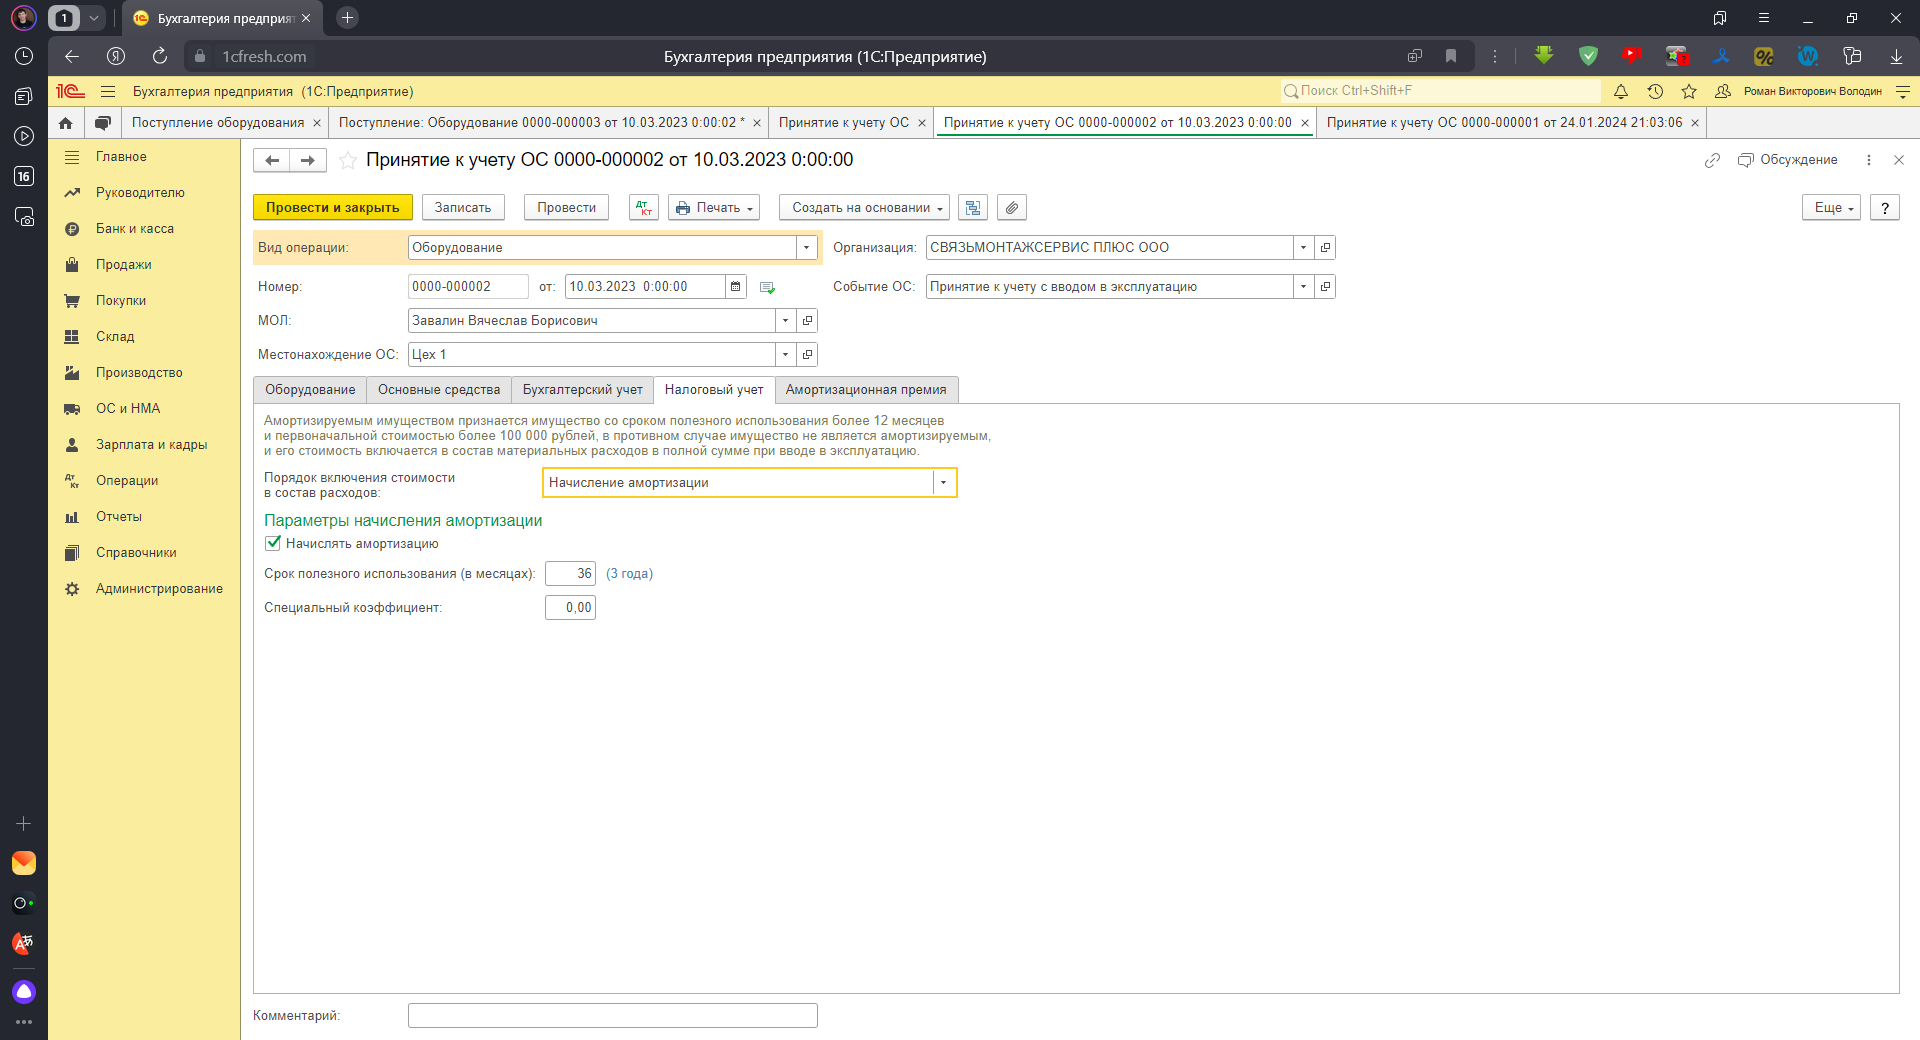 1
Бухгалтерия предприят
1cfresh.com
Бухгалтерия предприятия (1С:Предприятие)
Бухгалтерия предприятия (1С:Предприятие)
Поиск Ctrl+Shift+F
Роман Викторович Володин
Поступление оборудования
Поступление: Оборудование 0000-000003 от 10.03.2023 0:00:02 *
Принятие к учету ОС
Принятие к учету ОС 0000-000002 от 10.03.2023 0:00:00
Принятие к учету ОС 0000-000001 от 24.01.2024 21:03:06
16
Главное
Руководителю
Банк и касса
Продажи
Покупки
Склад
Производство
ОС и НМА
Зарплата и кадры
Операции
Отчеты
Справочники
Администрирование
Принятие к учету ОС 0000-000002 от 10.03.2023 0:00:00
Обсуждение
Провести и закрыть
Записать
Провести
Дт
Кт
Печать
Создать на основании
Еще
?
Вид операции:
Оборудование
Организация:
СВЯЗЬМОНТАЖСЕРВИС ПЛЮС ООО
Номер:
0000-000002
от:
10.03.2023 0:00:00
Событие ОС:
Принятие к учету с вводом в эксплуатацию
МОЛ:
Завалин Вячеслав Борисович
Местонахождение ОС:
Цех 1
Оборудование
Основные средства
Бухгалтерский учет
Налоговый учет
Амортизационная премия
Амортизируемым имуществом признается имущество со сроком полезного использования более 12 месяцев
и первоначальной стоимостью более 100 000 рублей, в противном случае имущество не является амортизируемым,
и его стоимость включается в состав материальных расходов в полной сумме при вводе в эксплуатацию.
Порядок включения стоимости
в состав расходов:
Начисление амортизации
Параметры начисления амортизации
Начислять амортизацию
Срок полезного использования (в месяцах):
36
(3 года)
Специальный коэффициент:
0,00
Комментарий: